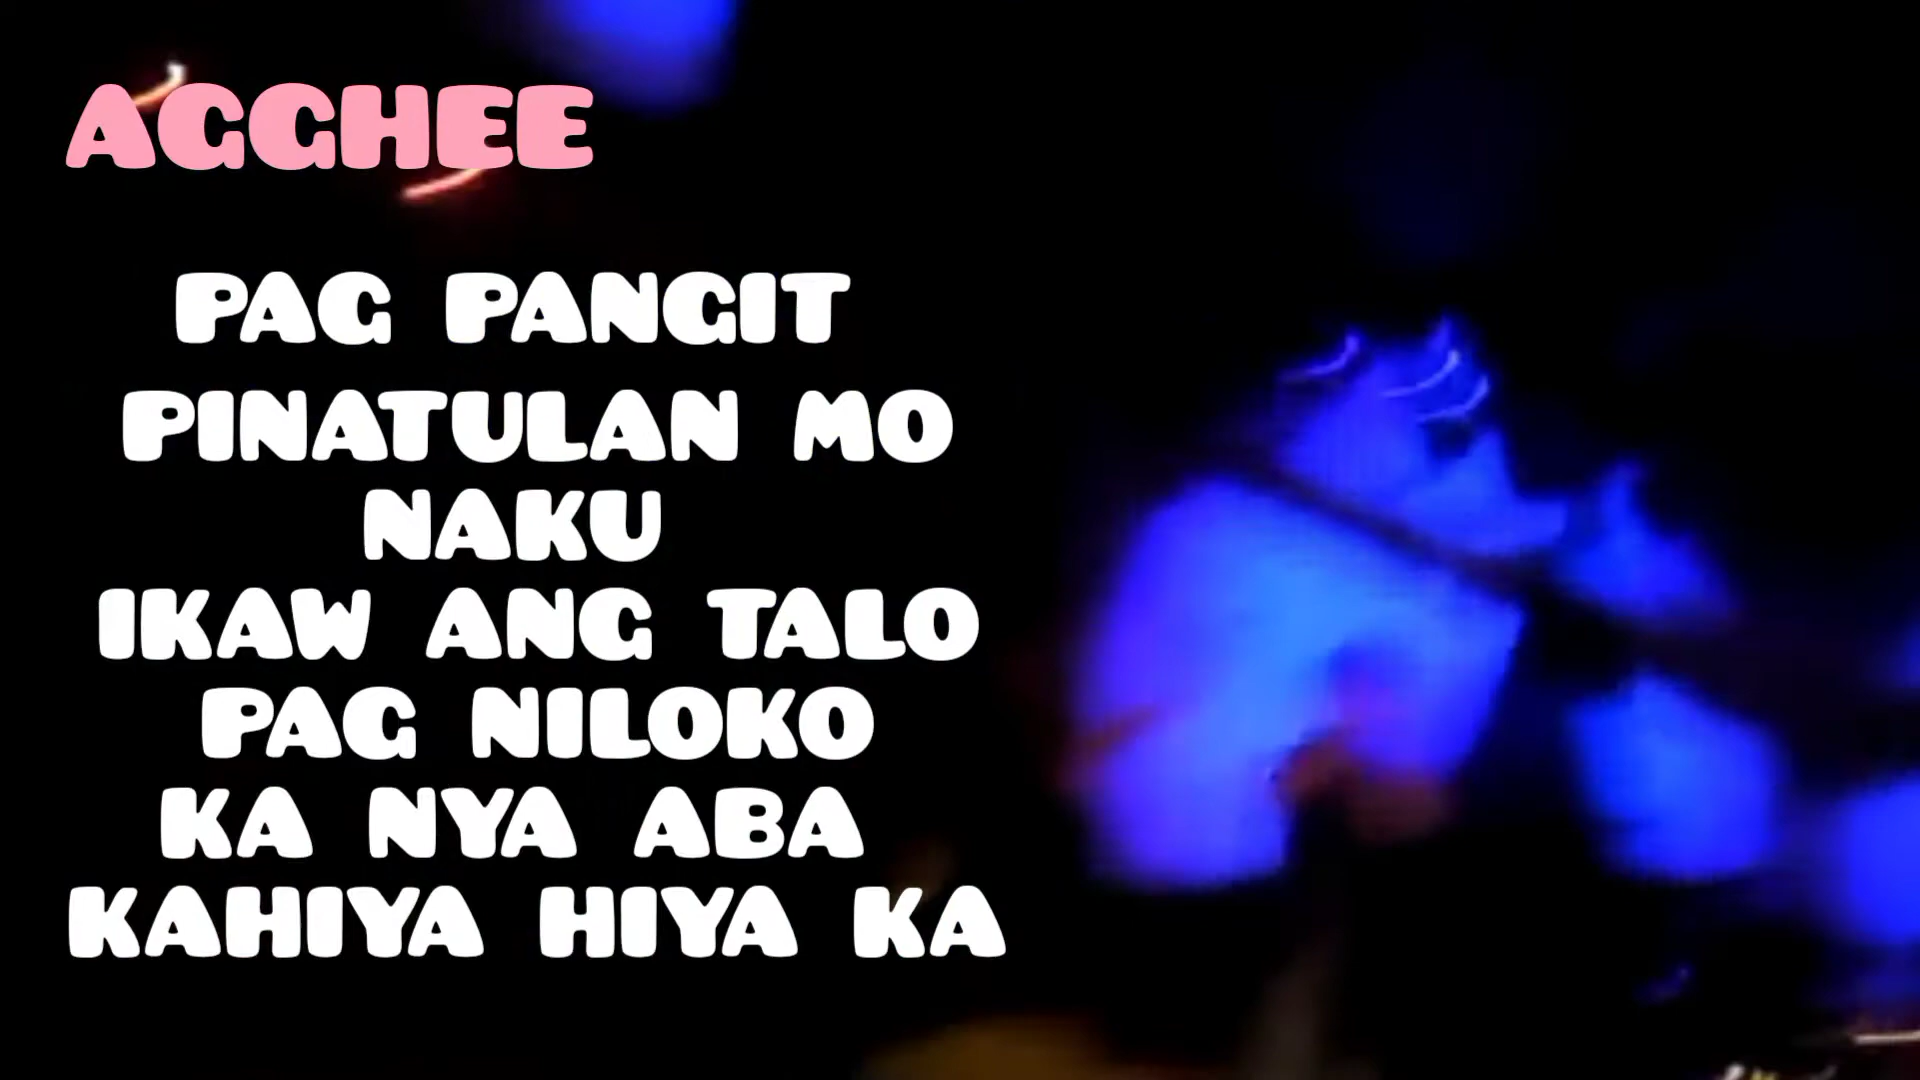 AGGHEE
PAG PANGIT
PINATULAN MO
NAKU
IKAW ANG TALO
PAG NILOKO
KA NYA ABA
KAHIYA HIYA KA